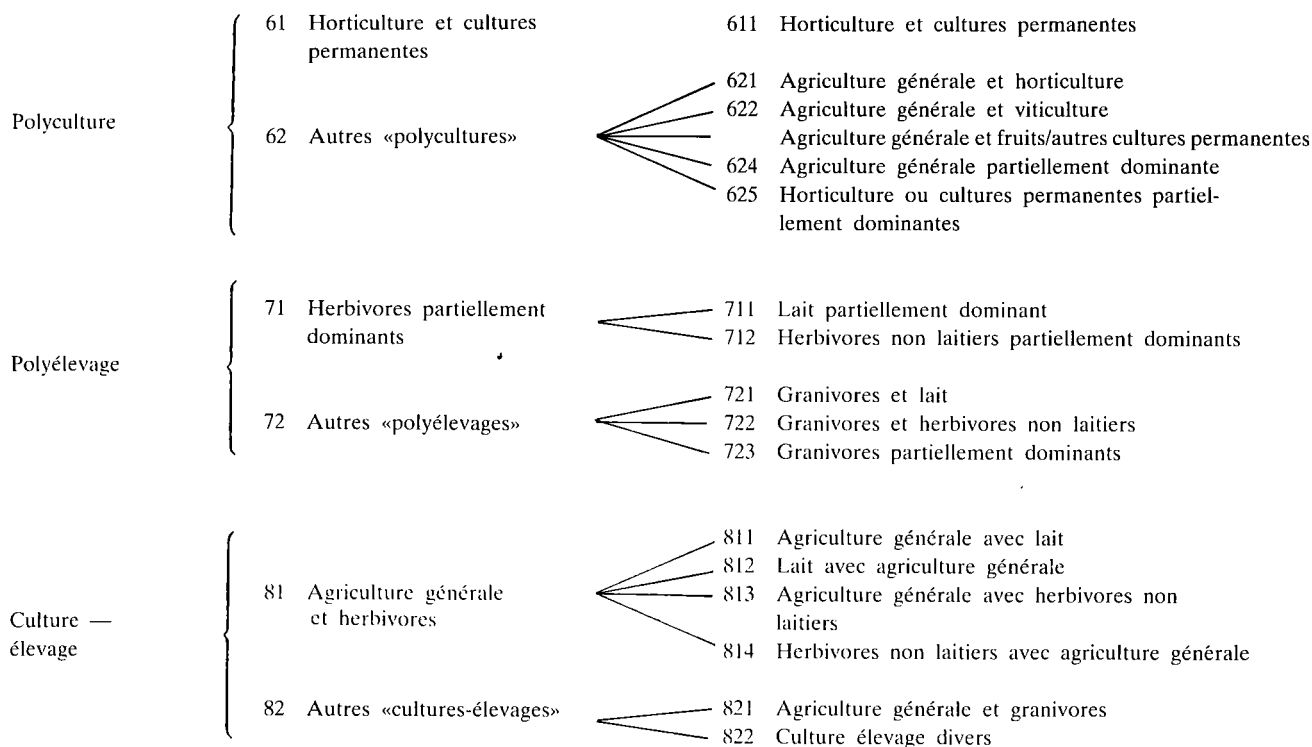 61 Horticulture et cultures permanentes
611 Horticulture et cultures permanentes
Polyculture
62 Autres «polycultures»
621 Agriculture générale et horticulture
622 Agriculture générale et viticulture
Agriculture générale et fruits/autres cultures permanentes
624 Agriculture générale partiellement dominante
625 Horticulture ou cultures permanentes partiel-
lement dominantes
Polyélevage
71 Herbivores partiellement
dominants
711 Lait partiellement dominant
712 Herbivores non laitiers partiellement dominants
72 Autres «polyélevages»
721 Granivores et lait
722 Granivores et herbivores non laitiers
723 Granivores partiellement dominants
Culture —
élevage
81 Agriculture générale
et herbivores
811 Agriculture générale avec lait
812 Lait avec agriculture générale
813 Agriculture générale avec herbivores non
laitiers
814 Herbivores non laitiers avec agriculture générale
82 Autres «cultures-élevages»
821 Agriculture générale et granivores
822 Culture élevage divers